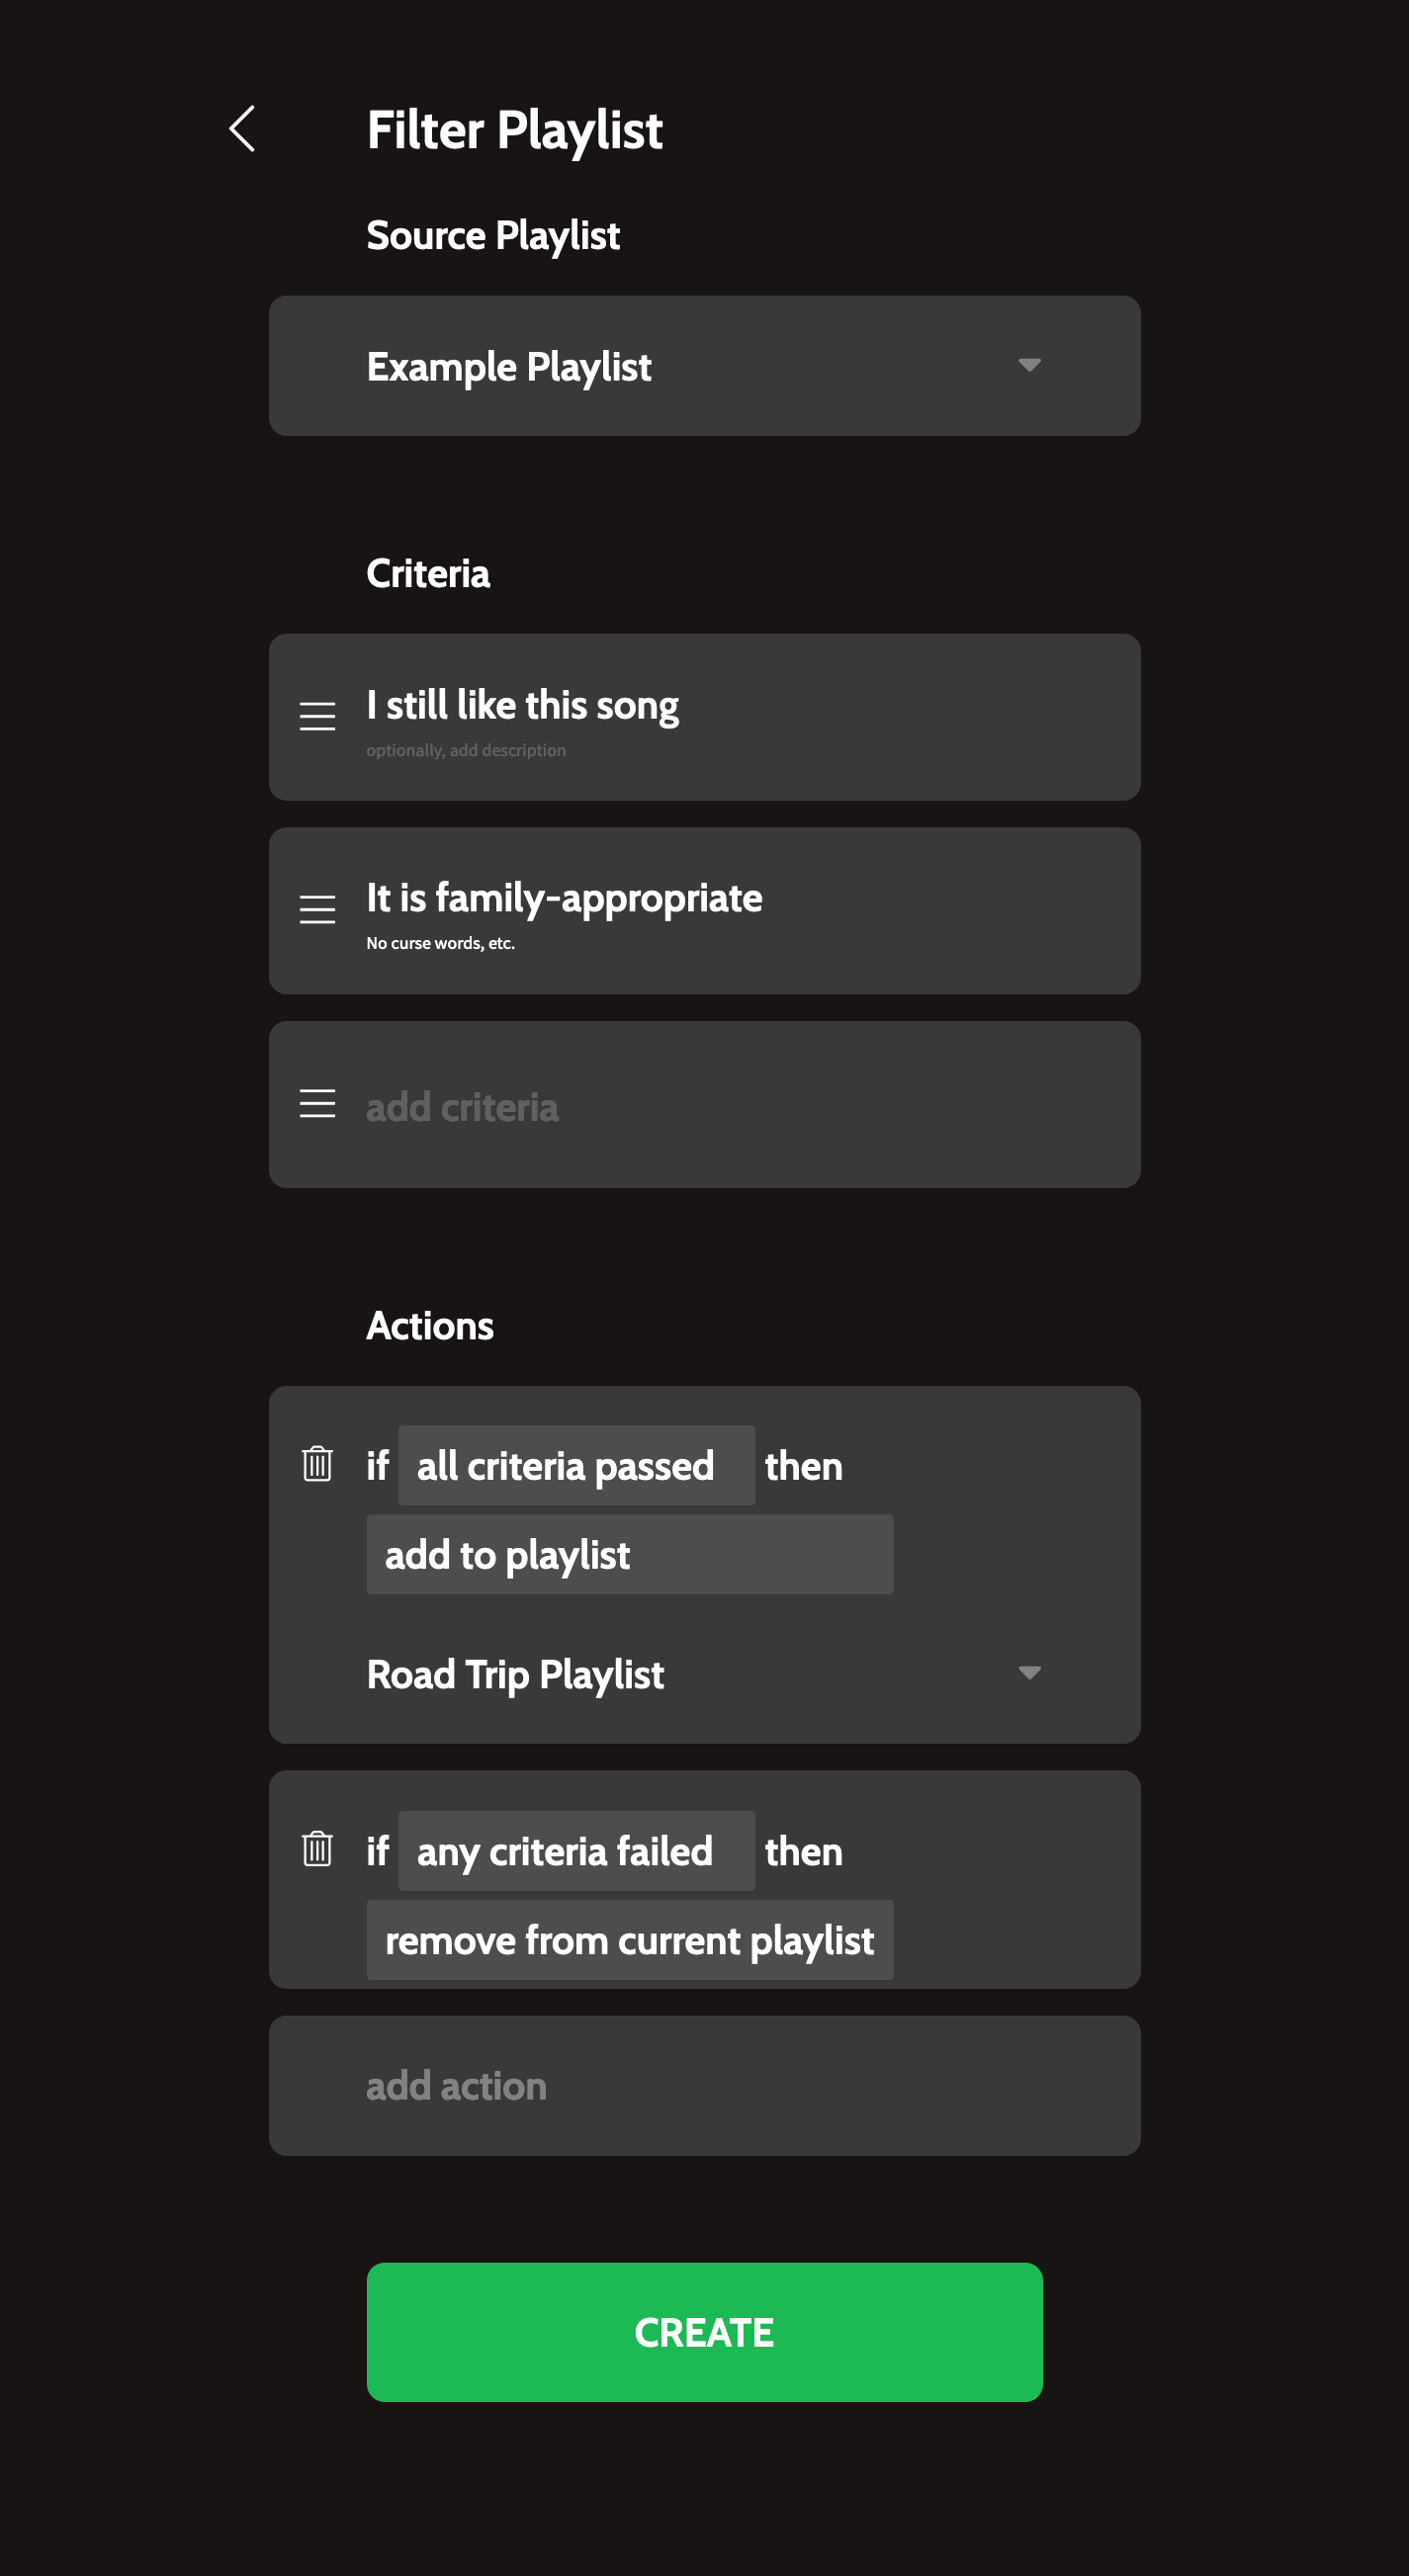 Filter Playlist
Source Playlist
Example Playlist
Criteria
I still like this song
optionally, add description
It is family-appropriate
No curse words, etc.
add criteria
Actions
if all criteria passed then
add to playlist
Road Trip Playlist
if any criteria failed then
remove from current playlist
add action
CREATE